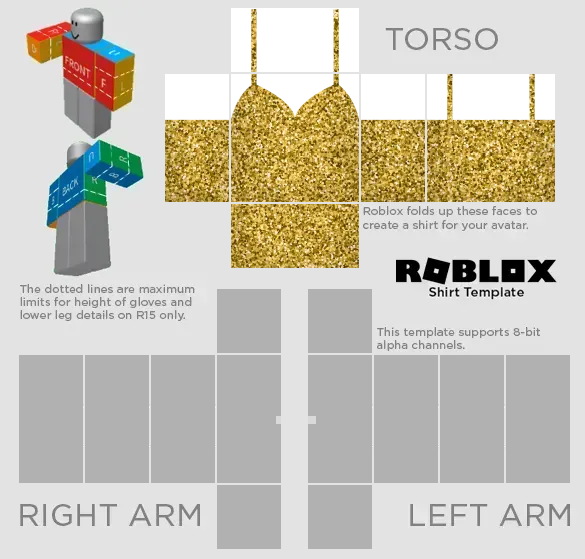 TORSO
FRONT
F
L
U
BACK
R
B
Roblox folds up these faces to
create a shirt for your avatar.
ROBLOX
Shirt Template
The dotted lines are maximum
limits for height of gloves and
lower leg details on R15 only.
This template supports 8-bit
alpha channels.
RIGHT ARM
LEFT ARM